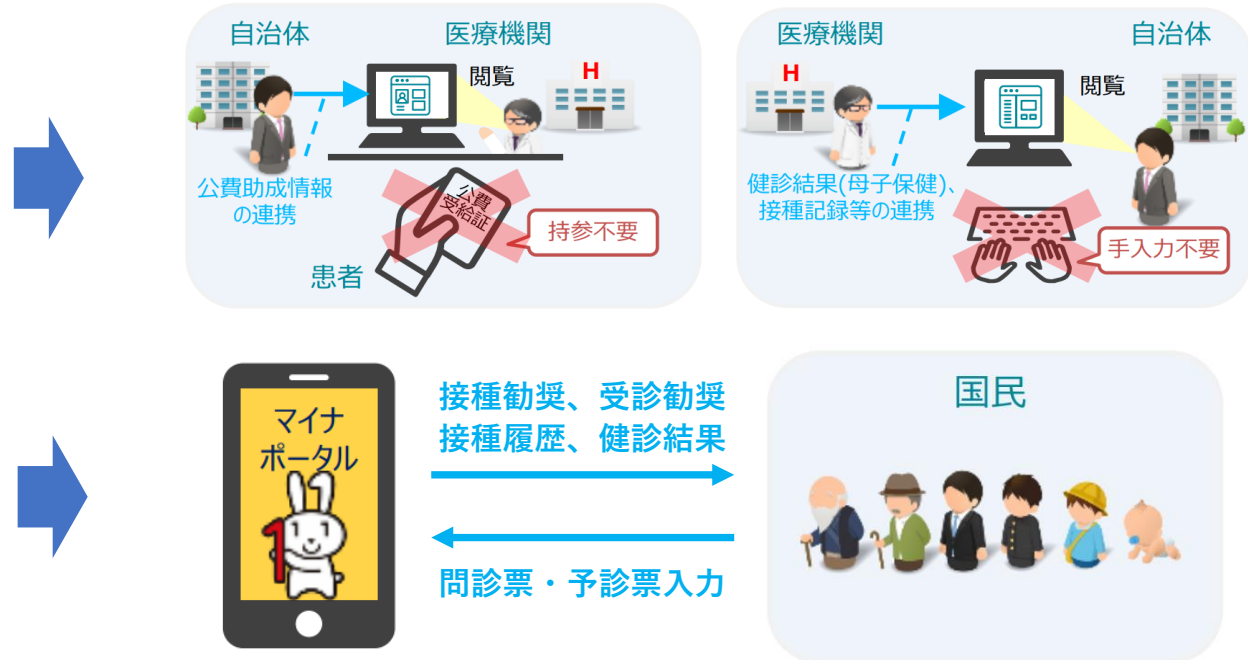 自治体
医療機関
閲覧
H
公費助成情報
の連携
公費
受給証
持参不要
患者
医療機関
自治体
H
閲覧
健診結果(母子保健)、
接種記録等の連携
手入力不要
マイナ
ポータル
1
接種勧奨、受診勧奨
接種履歴、健診結果
問診票・予診票入力
国民